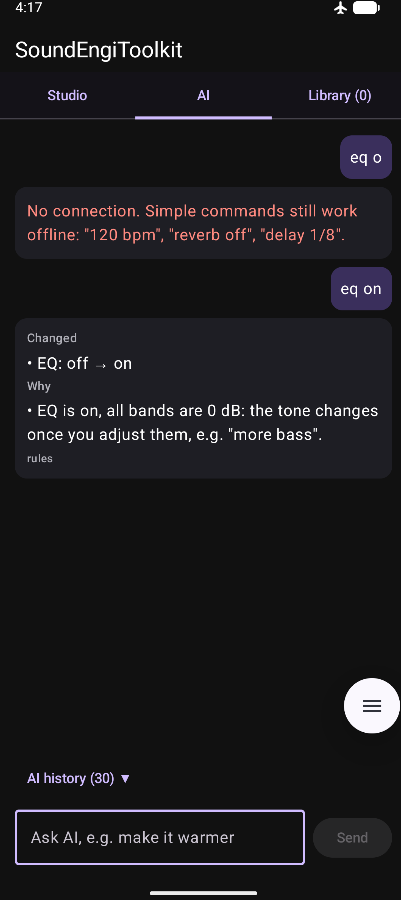 4:17
SoundEngiToolkit
Studio
AI
Library (0)
eq o
No connection. Simple commands still work
offline: "120 bpm", "reverb off", "delay 1/8".
eq on
Changed
• EQ: off → on
Why
• EQ is on, all bands are 0 dB: the tone changes
once you adjust them, e.g. "more bass".
rules
AI history (30) ▼
Ask AI, e.g. make it warmer
Send